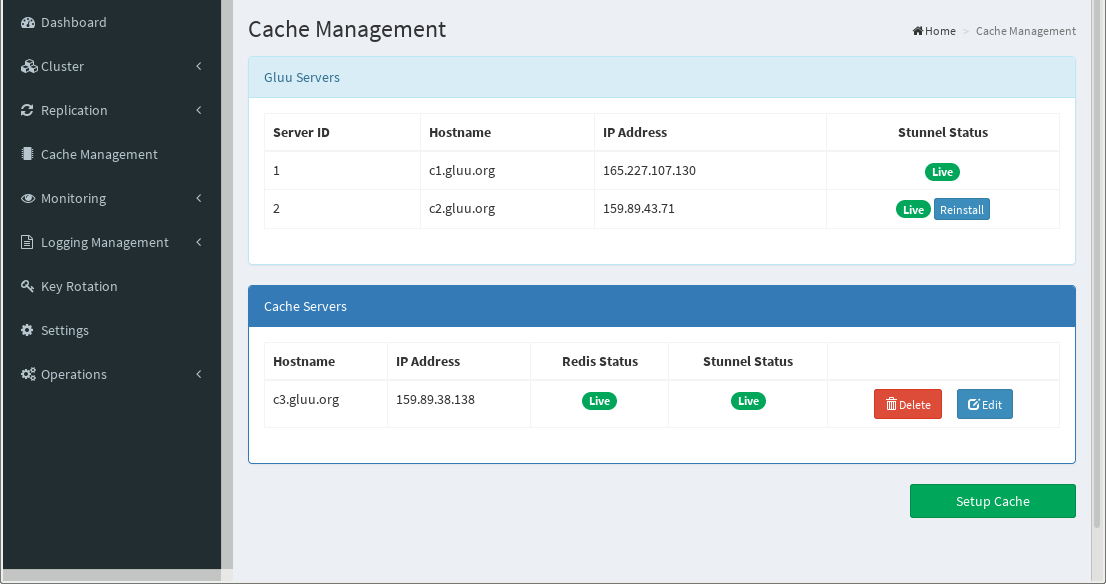 Dashboard
Cluster
Replication
Cache Management
Monitoring
Logging Management
Key Rotation
Settings
Operations
Cache Management
Home > Cache Management
Gluu Servers
Server ID Hostname IP Address Stunnel Status
1 c1.gluu.org 165.227.107.130 Live
2 c2.gluu.org 159.89.43.71 Live Reinstall
Cache Servers
Hostname IP Address Redis Status Stunnel Status
c3.gluu.org 159.89.38.138 Live Live Delete Edit
Setup Cache